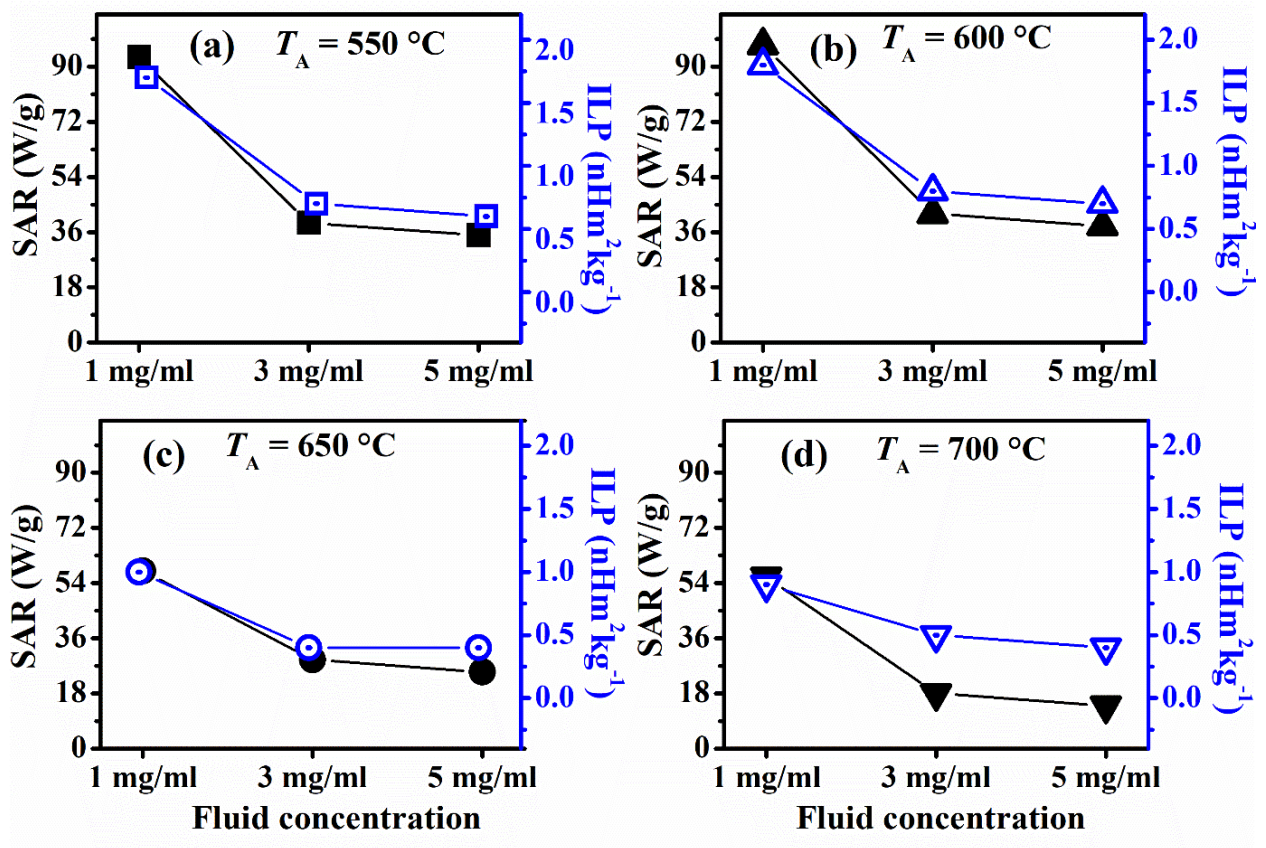 (a) T_A = 550 °C
SAR (W/g)
90
72
54
36
18
0
2.0
1.5
1.0
0.5
0.0
ILP (nHm²kg⁻¹)
1 mg/ml 3 mg/ml 5 mg/ml
(b) T_A = 600 °C
SAR (W/g)
90
72
54
36
18
0
2.0
1.5
1.0
0.5
0.0
ILP (nHm²kg⁻¹)
1 mg/ml 3 mg/ml 5 mg/ml
(c) T_A = 650 °C
SAR (W/g)
90
72
54
36
18
0
2.0
1.5
1.0
0.5
0.0
ILP (nHm²kg⁻¹)
1 mg/ml 3 mg/ml 5 mg/ml
Fluid concentration
(d) T_A = 700 °C
SAR (W/g)
90
72
54
36
18
0
2.0
1.5
1.0
0.5
0.0
ILP (nHm²kg⁻¹)
1 mg/ml 3 mg/ml 5 mg/ml
Fluid concentration